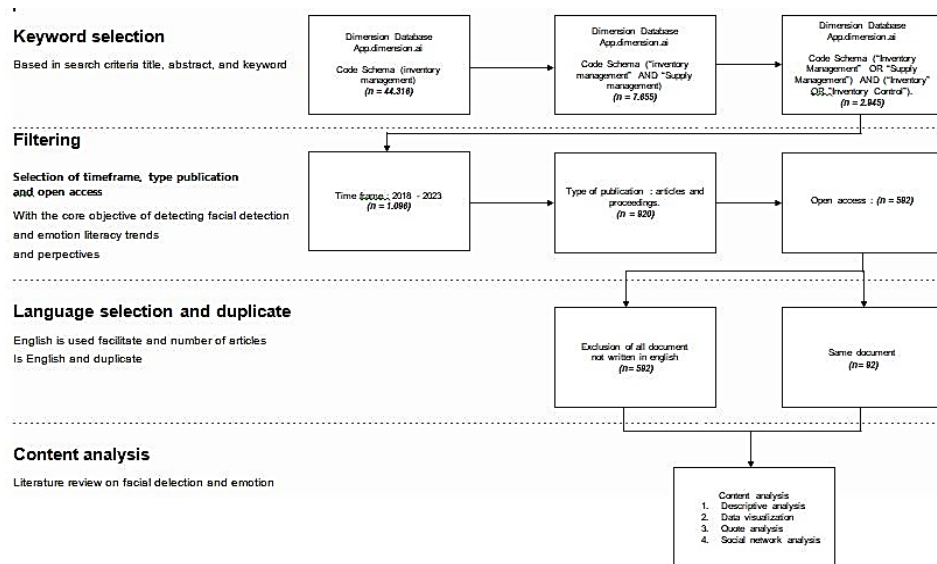 Keyword selection
Based in search criteria title, abstract, and keyword
Dimension Database
App.dimension.ai
Code Schema (inventory
management)
(n = 44.316)
Dimension Database
App.dimension.ai
Code Schema ("inventory
management" AND "Supply
management)
(n = 7.655)
Dimension Database
App.dimension.ai
Code Schema ("Inventory
Management" OR "Supply
Management") AND ("Inventory"
OR "Inventory Control").
(n = 2.945)
Filtering
Selection of timeframe, type publication
and open access
With the core objective of detecting facial detection
and emotion literacy trends
and perpectives
Time frame : 2018 - 2023
(n = 1.096)
Type of publication : articles and
proceedings.
(n = 920)
Open access : (n = 592)
Language selection and duplicate
English is used facilitate and number of articles
Is English and duplicate
Exclusion of all document
not written in english
(n= 592)
Same document
(n= 92)
Content analysis
Literature review on facial delection and emotion
Content analysis
1. Descriptive analysis
2. Data visualization
3. Quote analysis
4. Social network analysis